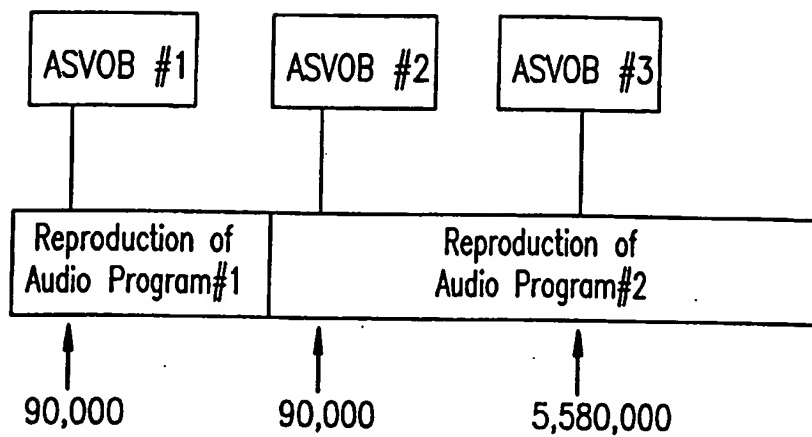 ASVOB #1
ASVOB #2
ASVOB #3
Reproduction of
Audio Program#1
Reproduction of
Audio Program#2
90,000
90,000
5,580,000